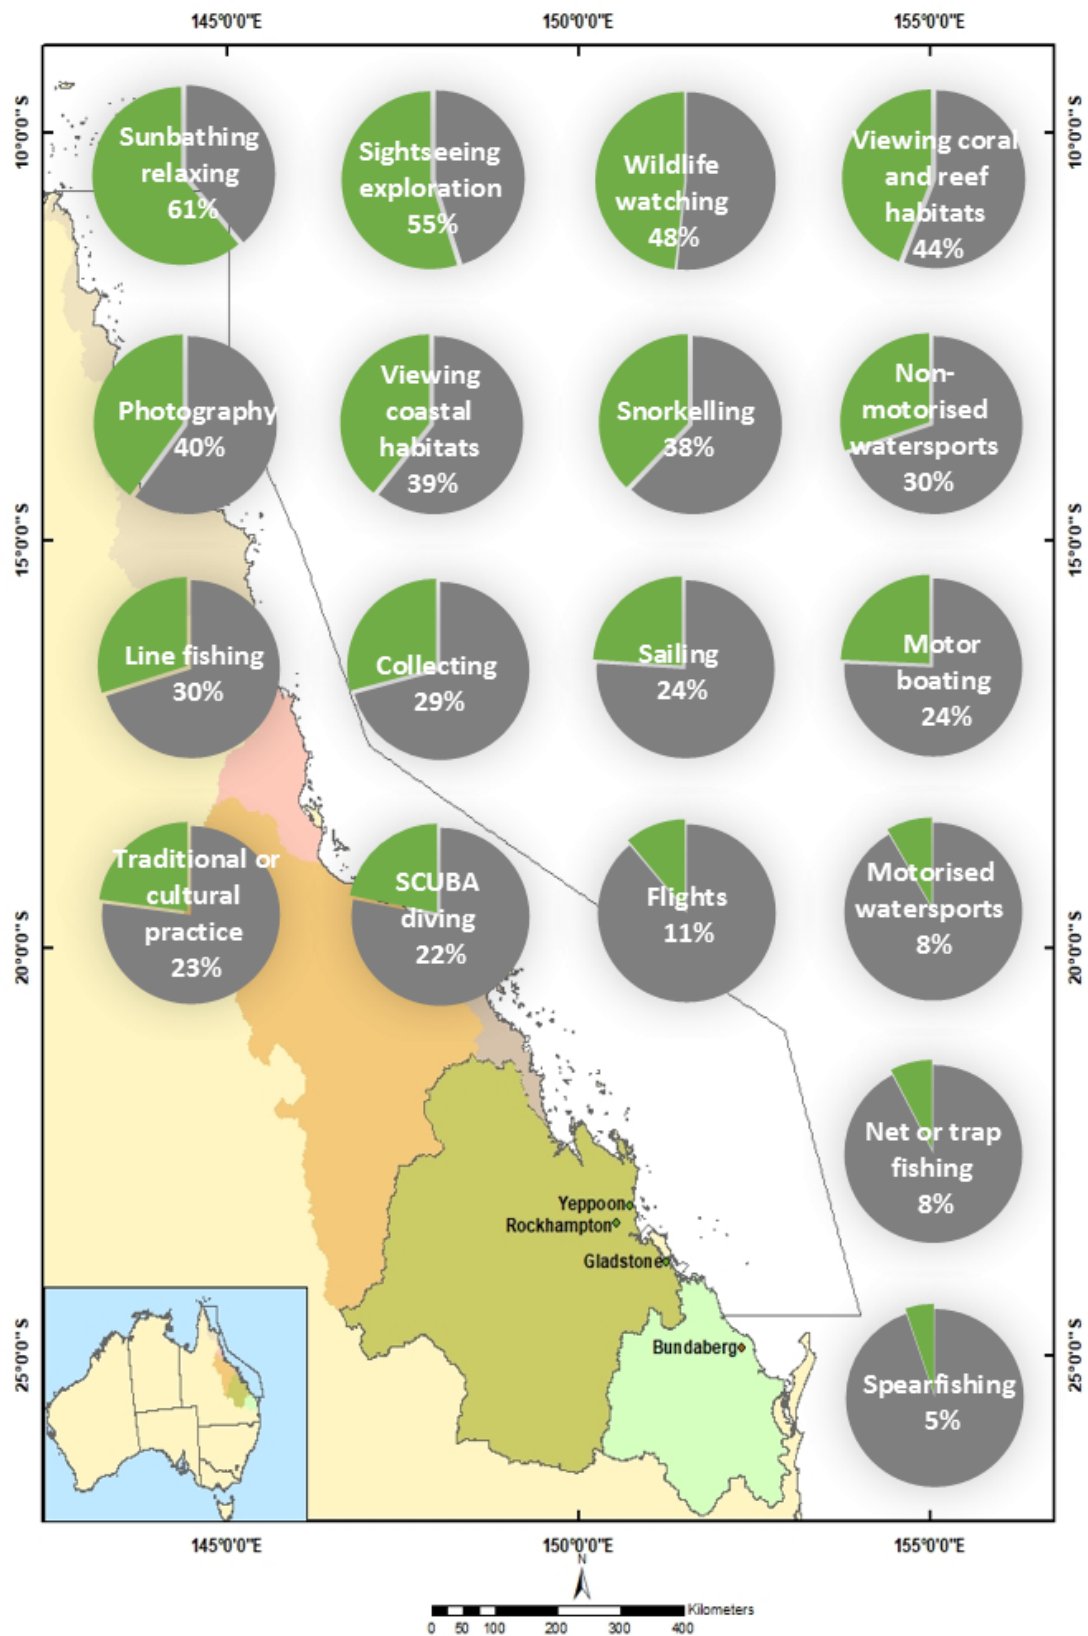 145°0'0"E
150°0'0"E
155°0'0"E
10°0'0"S
10°0'0"S
Sunbathing
relaxing
61%
Sightseeing
exploration
55%
Wildlife
watching
48%
Viewing coral
and reef
habitats
44%
Photography
40%
Viewing
coastal
habitats
39%
Snorkelling
38%
Non-
motorised
watersports
30%
15°0'0"S
15°0'0"S
Line fishing
30%
Collecting
29%
Sailing
24%
Motor
boating
24%
Traditional or
cultural
practice
23%
SCUBA
diving
22%
Flights
11%
Motorised
watersports
8%
20°0'0"S
20°0'0"S
Net or trap
fishing
8%
Yeppoon
Rockhampton
Gladstone
Bundaberg
25°0'0"S
25°0'0"S
Spearfishing
5%
145°0'0"E
150°0'0"E
155°0'0"E
N
Kilometers
0 50 100 200 300 400